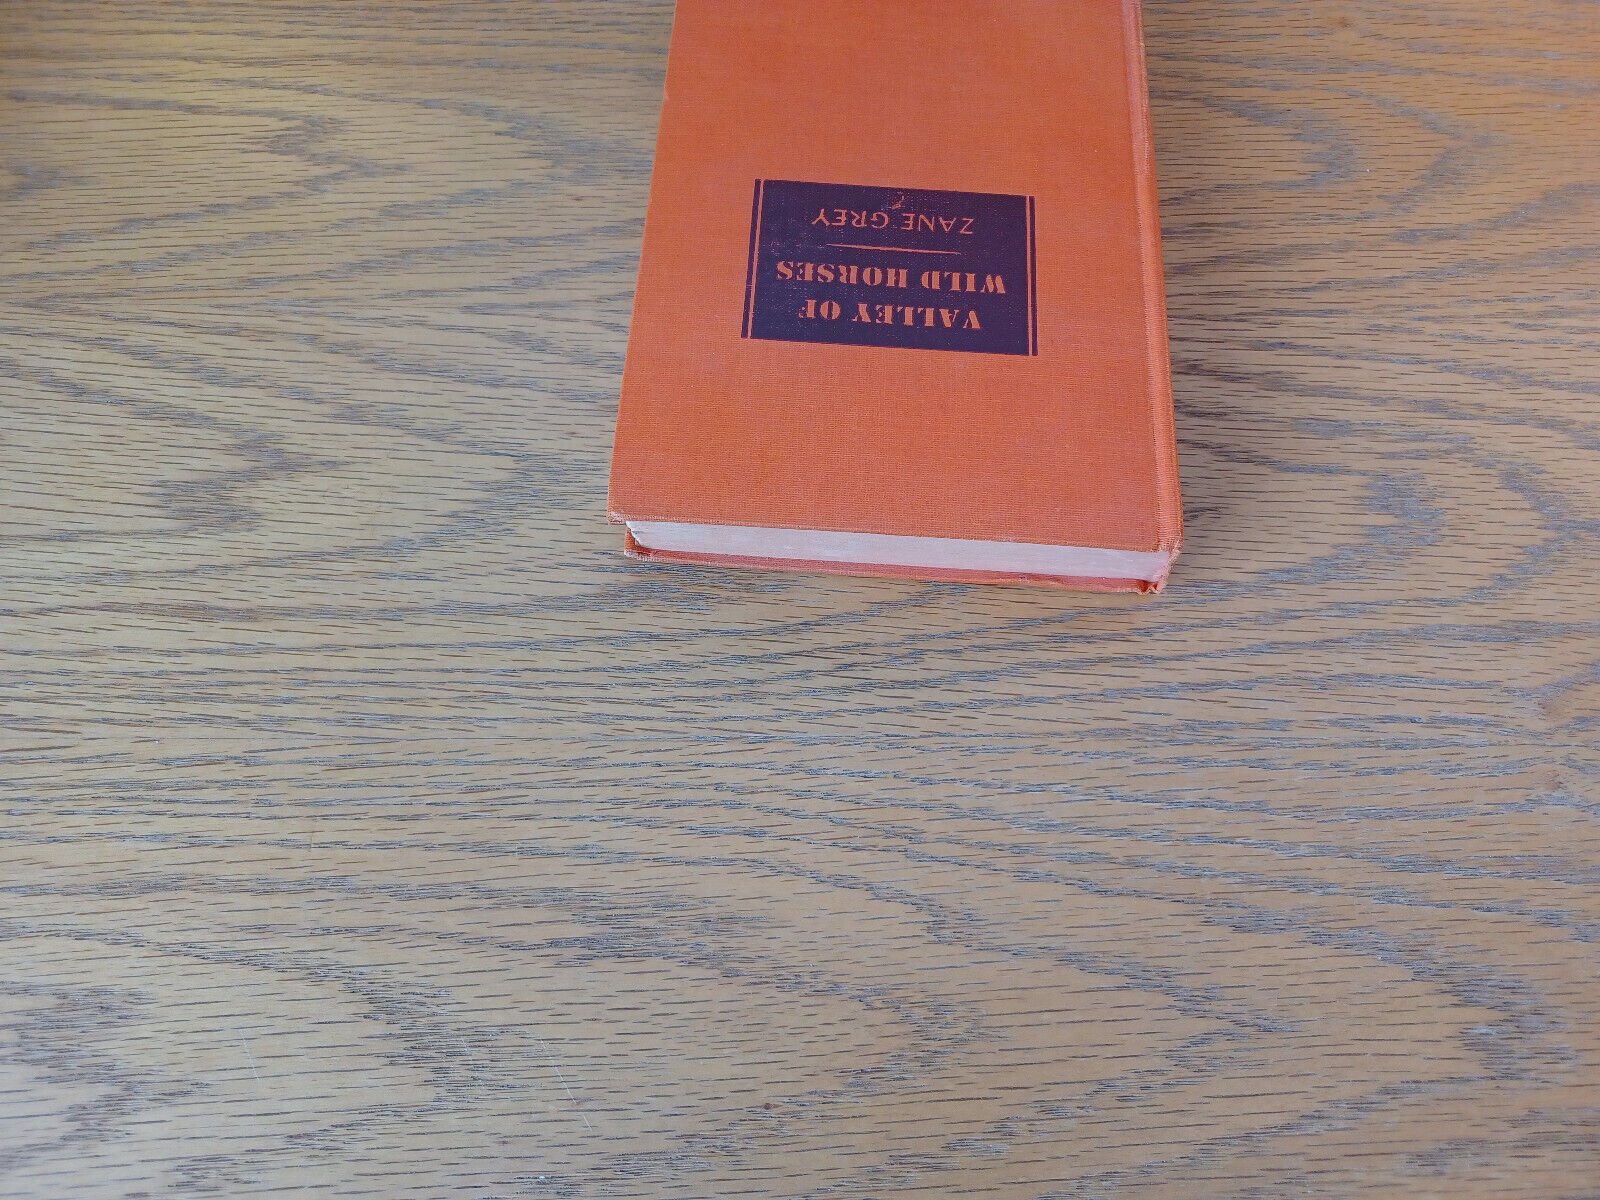 VALLEY OF
WILD HORSES
ZANE GREY